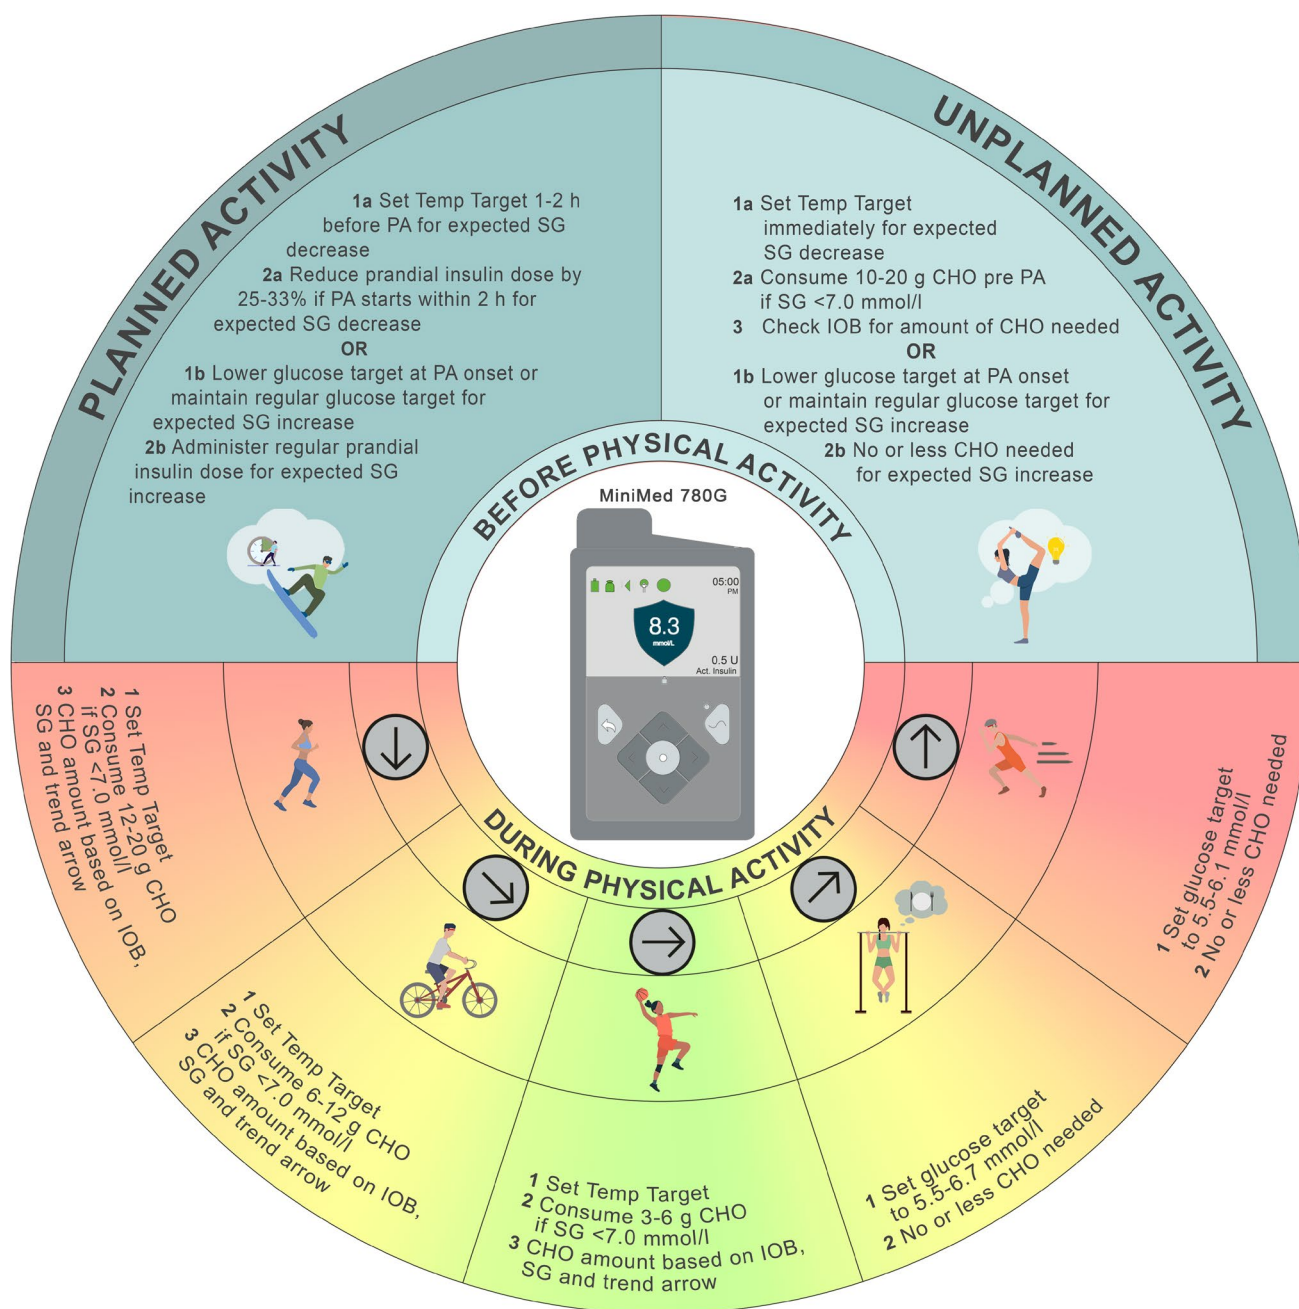 PLANNED ACTIVITY
1a Set Temp Target 1-2 h
before PA for expected SG
decrease
2a Reduce prandial insulin dose by
25-33% if PA starts within 2 h for
expected SG decrease
OR
1b Lower glucose target at PA onset or
maintain regular glucose target for
expected SG increase
2b Administer regular prandial
insulin dose for expected SG
increase
UNPLANNED ACTIVITY
1a Set Temp Target
immediately for expected
SG decrease
2a Consume 10-20 g CHO pre PA
if SG <7.0 mmol/l
3 Check IOB for amount of CHO needed
OR
1b Lower glucose target at PA onset
or maintain regular glucose target for
expected SG increase
2b No or less CHO needed
for expected SG increase
BEFORE PHYSICAL ACTIVITY
MiniMed 780G
05:00
PM
8.3
mmol/L
0.5 U
Act. Insulin
DURING PHYSICAL ACTIVITY
1 Set Temp Target
2 Consume 12-20 g CHO
if SG <7.0 mmol/l
3 CHO amount based on IOB,
SG and trend arrow
1 Set Temp Target
2 Consume 6-12 g CHO
if SG <7.0 mmol/l
3 CHO amount based on IOB,
SG and trend arrow
1 Set Temp Target
2 Consume 3-6 g CHO
if SG <7.0 mmol/l
3 CHO amount based on IOB,
SG and trend arrow
1 Set glucose target
to 5.5-6.7 mmol/l
2 No or less CHO needed
1 Set glucose target
to 5.5-6.1 mmol/l
2 No or less CHO needed